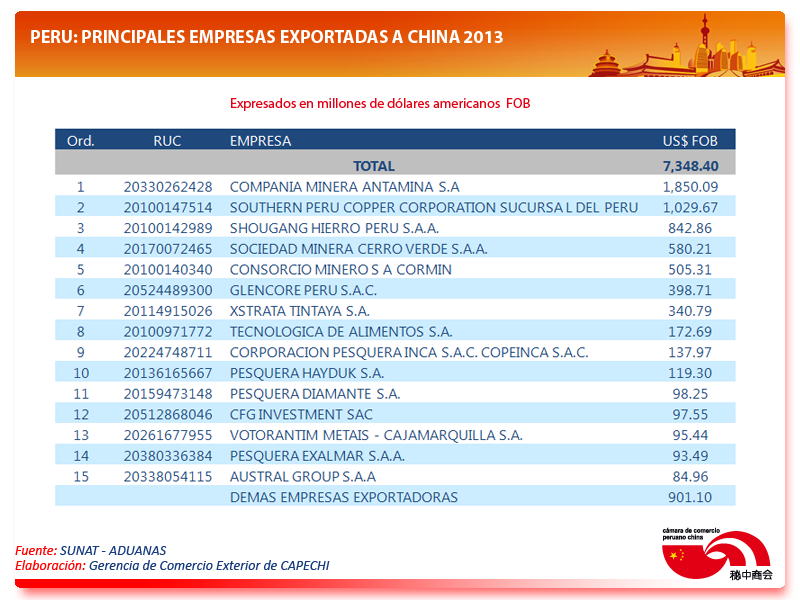 PERU: PRINCIPALES EMPRESAS EXPORTADAS A CHINA 2013
Expresados en millones de dólares americanos FOB
Ord. RUC EMPRESA US$ FOB
TOTAL 7,348.40
1 20330262428 COMPANIA MINERA ANTAMINA S.A 1,850.09
2 20100147514 SOUTHERN PERU COPPER CORPORATION SUCURSA L DEL PERU 1,029.67
3 20100142989 SHOUGANG HIERRO PERU S.A.A. 842.86
4 20170072465 SOCIEDAD MINERA CERRO VERDE S.A.A. 580.21
5 20100140340 CONSORCIO MINERO S A CORMIN 505.31
6 20524489300 GLENCORE PERU S.A.C. 398.71
7 20114915026 XSTRATA TINTAYA S.A. 340.79
8 20100971772 TECNOLOGICA DE ALIMENTOS S.A. 172.69
9 20224748711 CORPORACION PESQUERA INCA S.A.C. COPEINCA S.A.C. 137.97
10 20136165667 PESQUERA HAYDUK S.A. 119.30
11 20159473148 PESQUERA DIAMANTE S.A. 98.25
12 20512868046 CFG INVESTMENT SAC 97.55
13 20261677955 VOTORANTIM METAIS - CAJAMARQUILLA S.A. 95.44
14 20380336384 PESQUERA EXALMAR S.A.A. 93.49
15 20338054115 AUSTRAL GROUP S.A.A 84.96
DEMAS EMPRESAS EXPORTADORAS 901.10
cámara de comercio
peruano china
秘中商会
Fuente: SUNAT - ADUANAS
Elaboración: Gerencia de Comercio Exterior de CAPECHI